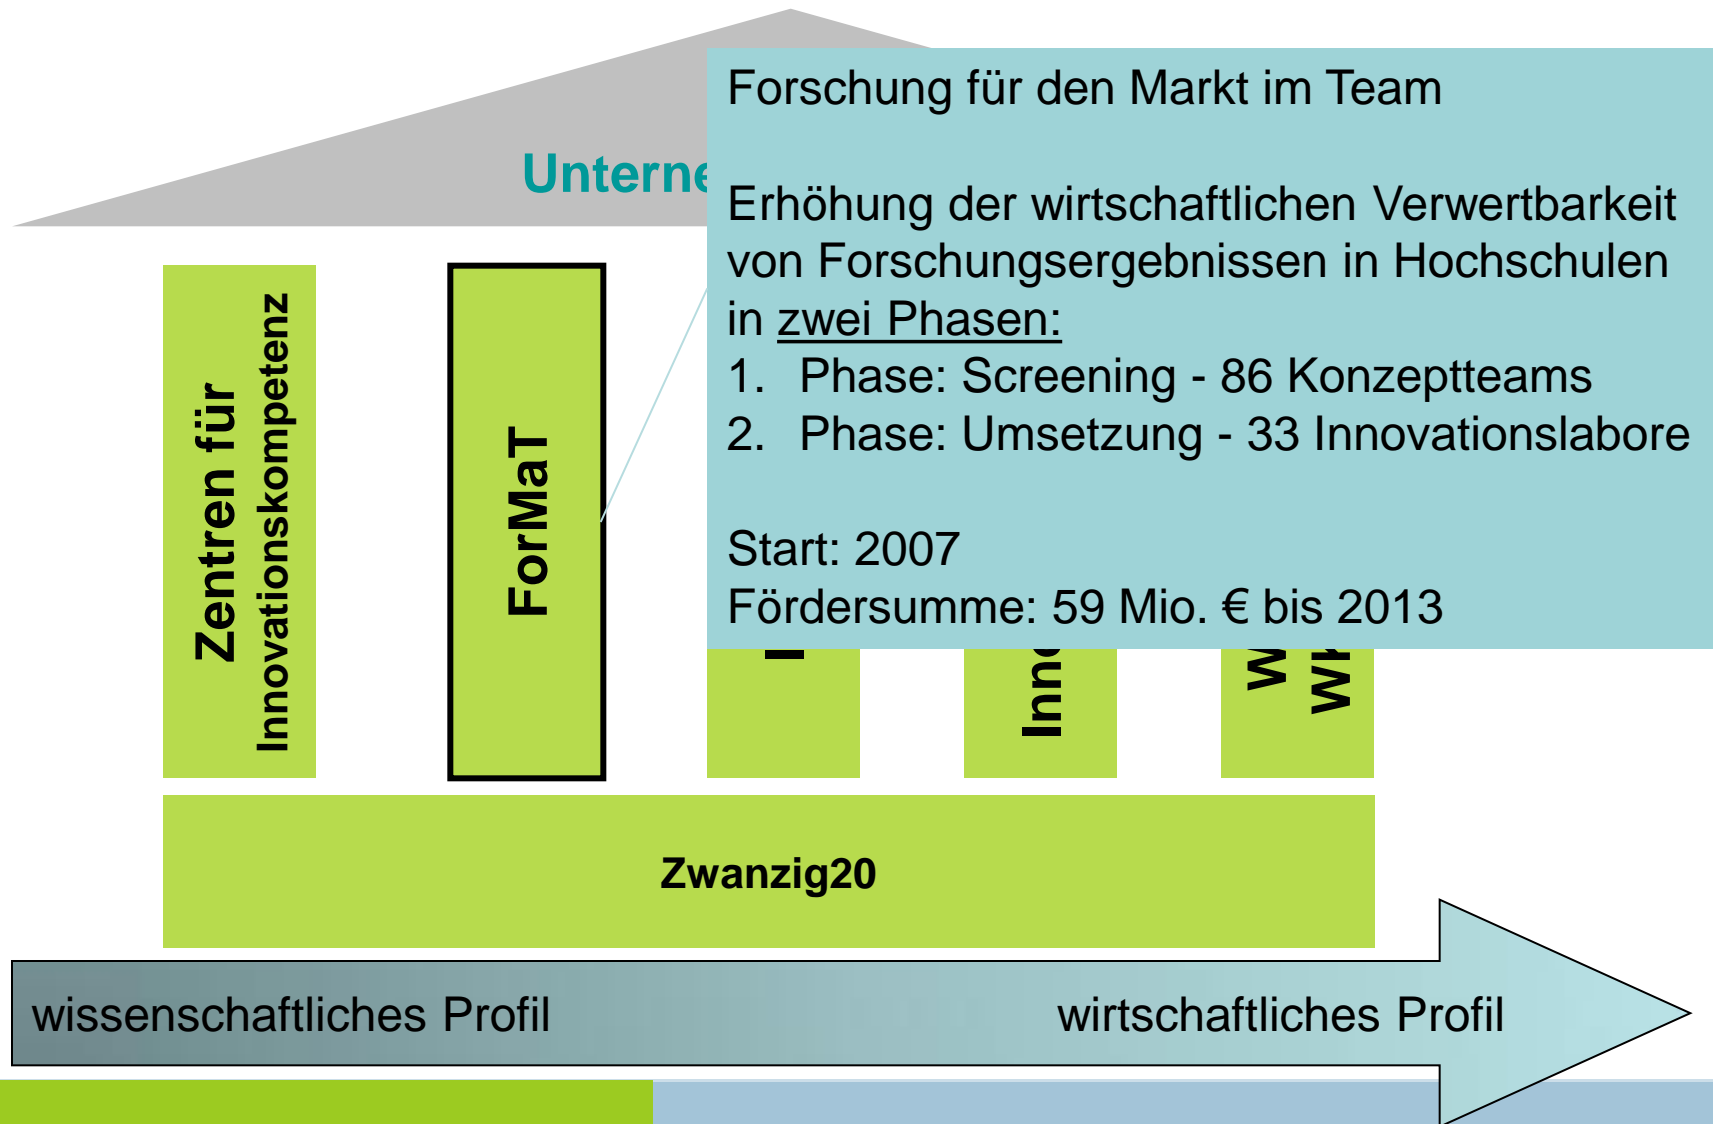 Forschung für den Markt im Team
Erhöhung der wirtschaftlichen Verwertbarkeit
von Forschungsergebnissen in Hochschulen
in zwei Phasen:
1. Phase: Screening - 86 Konzeptteams
2. Phase: Umsetzung - 33 Innovationslabore
Start: 2007
Fördersumme: 59 Mio. € bis 2013
Zentren für
Innovationskompetenz
ForMaT
Zwanzig20
wissenschaftliches Profil
wirtschaftliches Profil